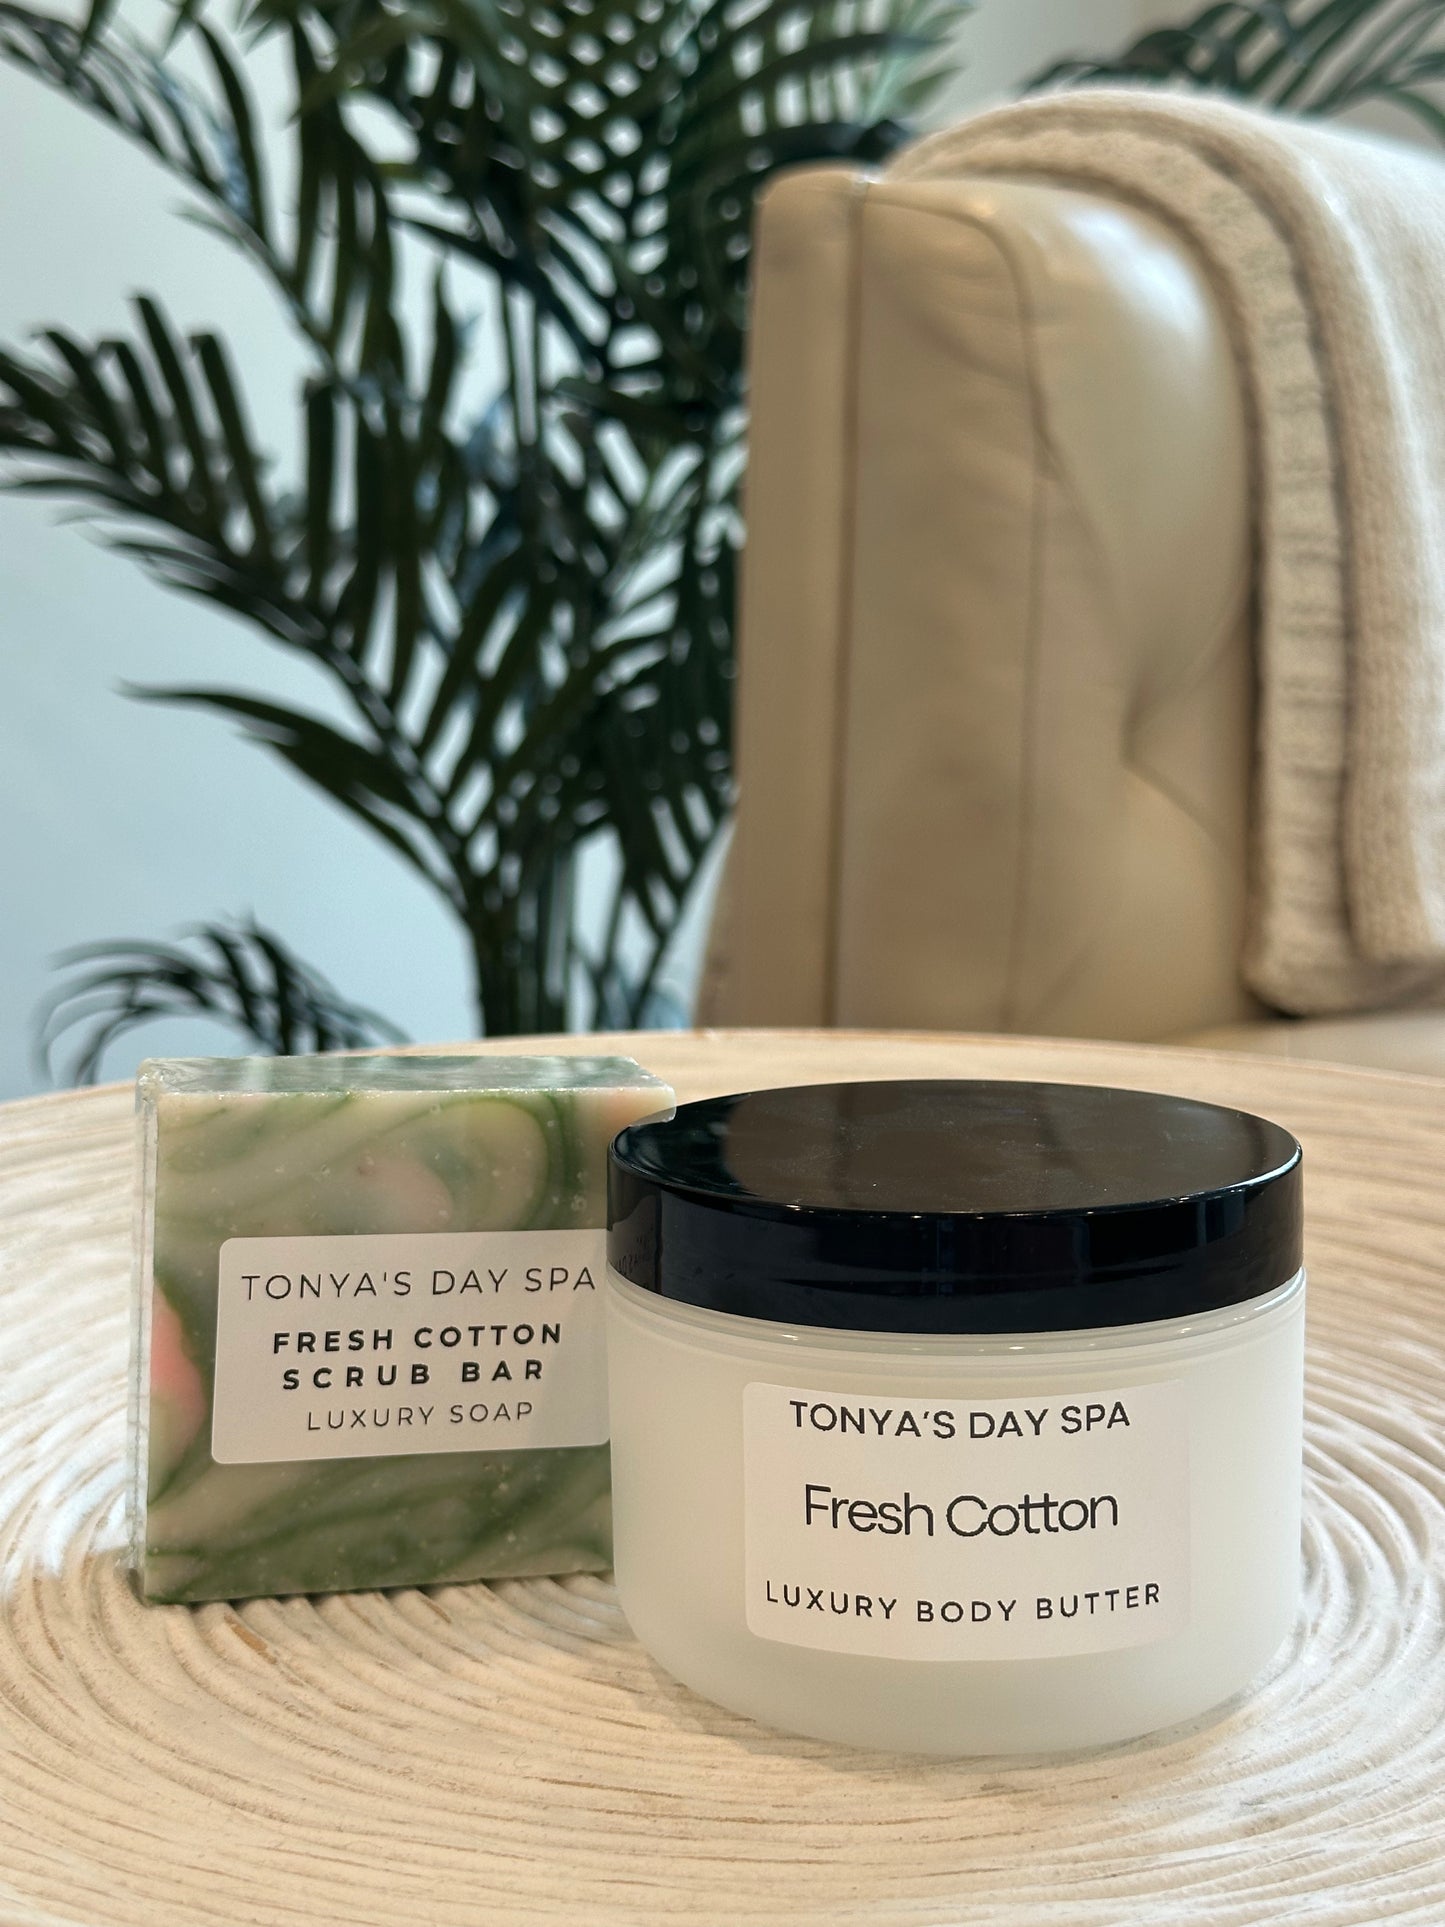 TONYA'S DAY SPA
FRESH COTTON
SCRUB BAR
LUXURY SOAP
TONYA'S DAY SPA
Fresh Cotton
LUXURY BODY BUTTER